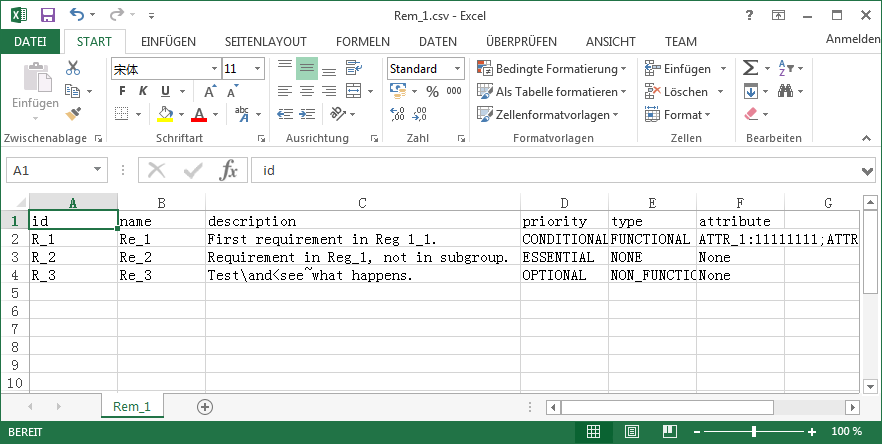 Rem_1.csv - Excel
?
DATEI START EINFÜGEN SEITENLAYOUT FORMELN DATEN ÜBERPRÜFEN ANSICHT TEAM Anmelden
Einfügen
宋体 11
F K U
A A
A A
abc
Standard
% 000
,00
,0
Bedingte Formatierung
Als Tabelle formatieren
Zellenformatvorlagen
Einfügen
Löschen
Format
Σ
A
Z
Zwischenablage Schriftart Ausrichtung Zahl Formatvorlagen Zellen Bearbeiten
A1 fx id
A B C D E F G
1 id name description priority type attribute
2 R_1 Re_1 First requirement in Reg 1_1. CONDITIONAL FUNCTIONAL ATTR_1:11111111;ATTR
3 R_2 Re_2 Requirement in Reg_1, not in subgroup. ESSENTIAL NONE None
4 R_3 Re_3 Test\and<see~what happens. OPTIONAL NON_FUNCTIO None
5
6
7
8
9
10
Rem_1
BEREIT 100 %